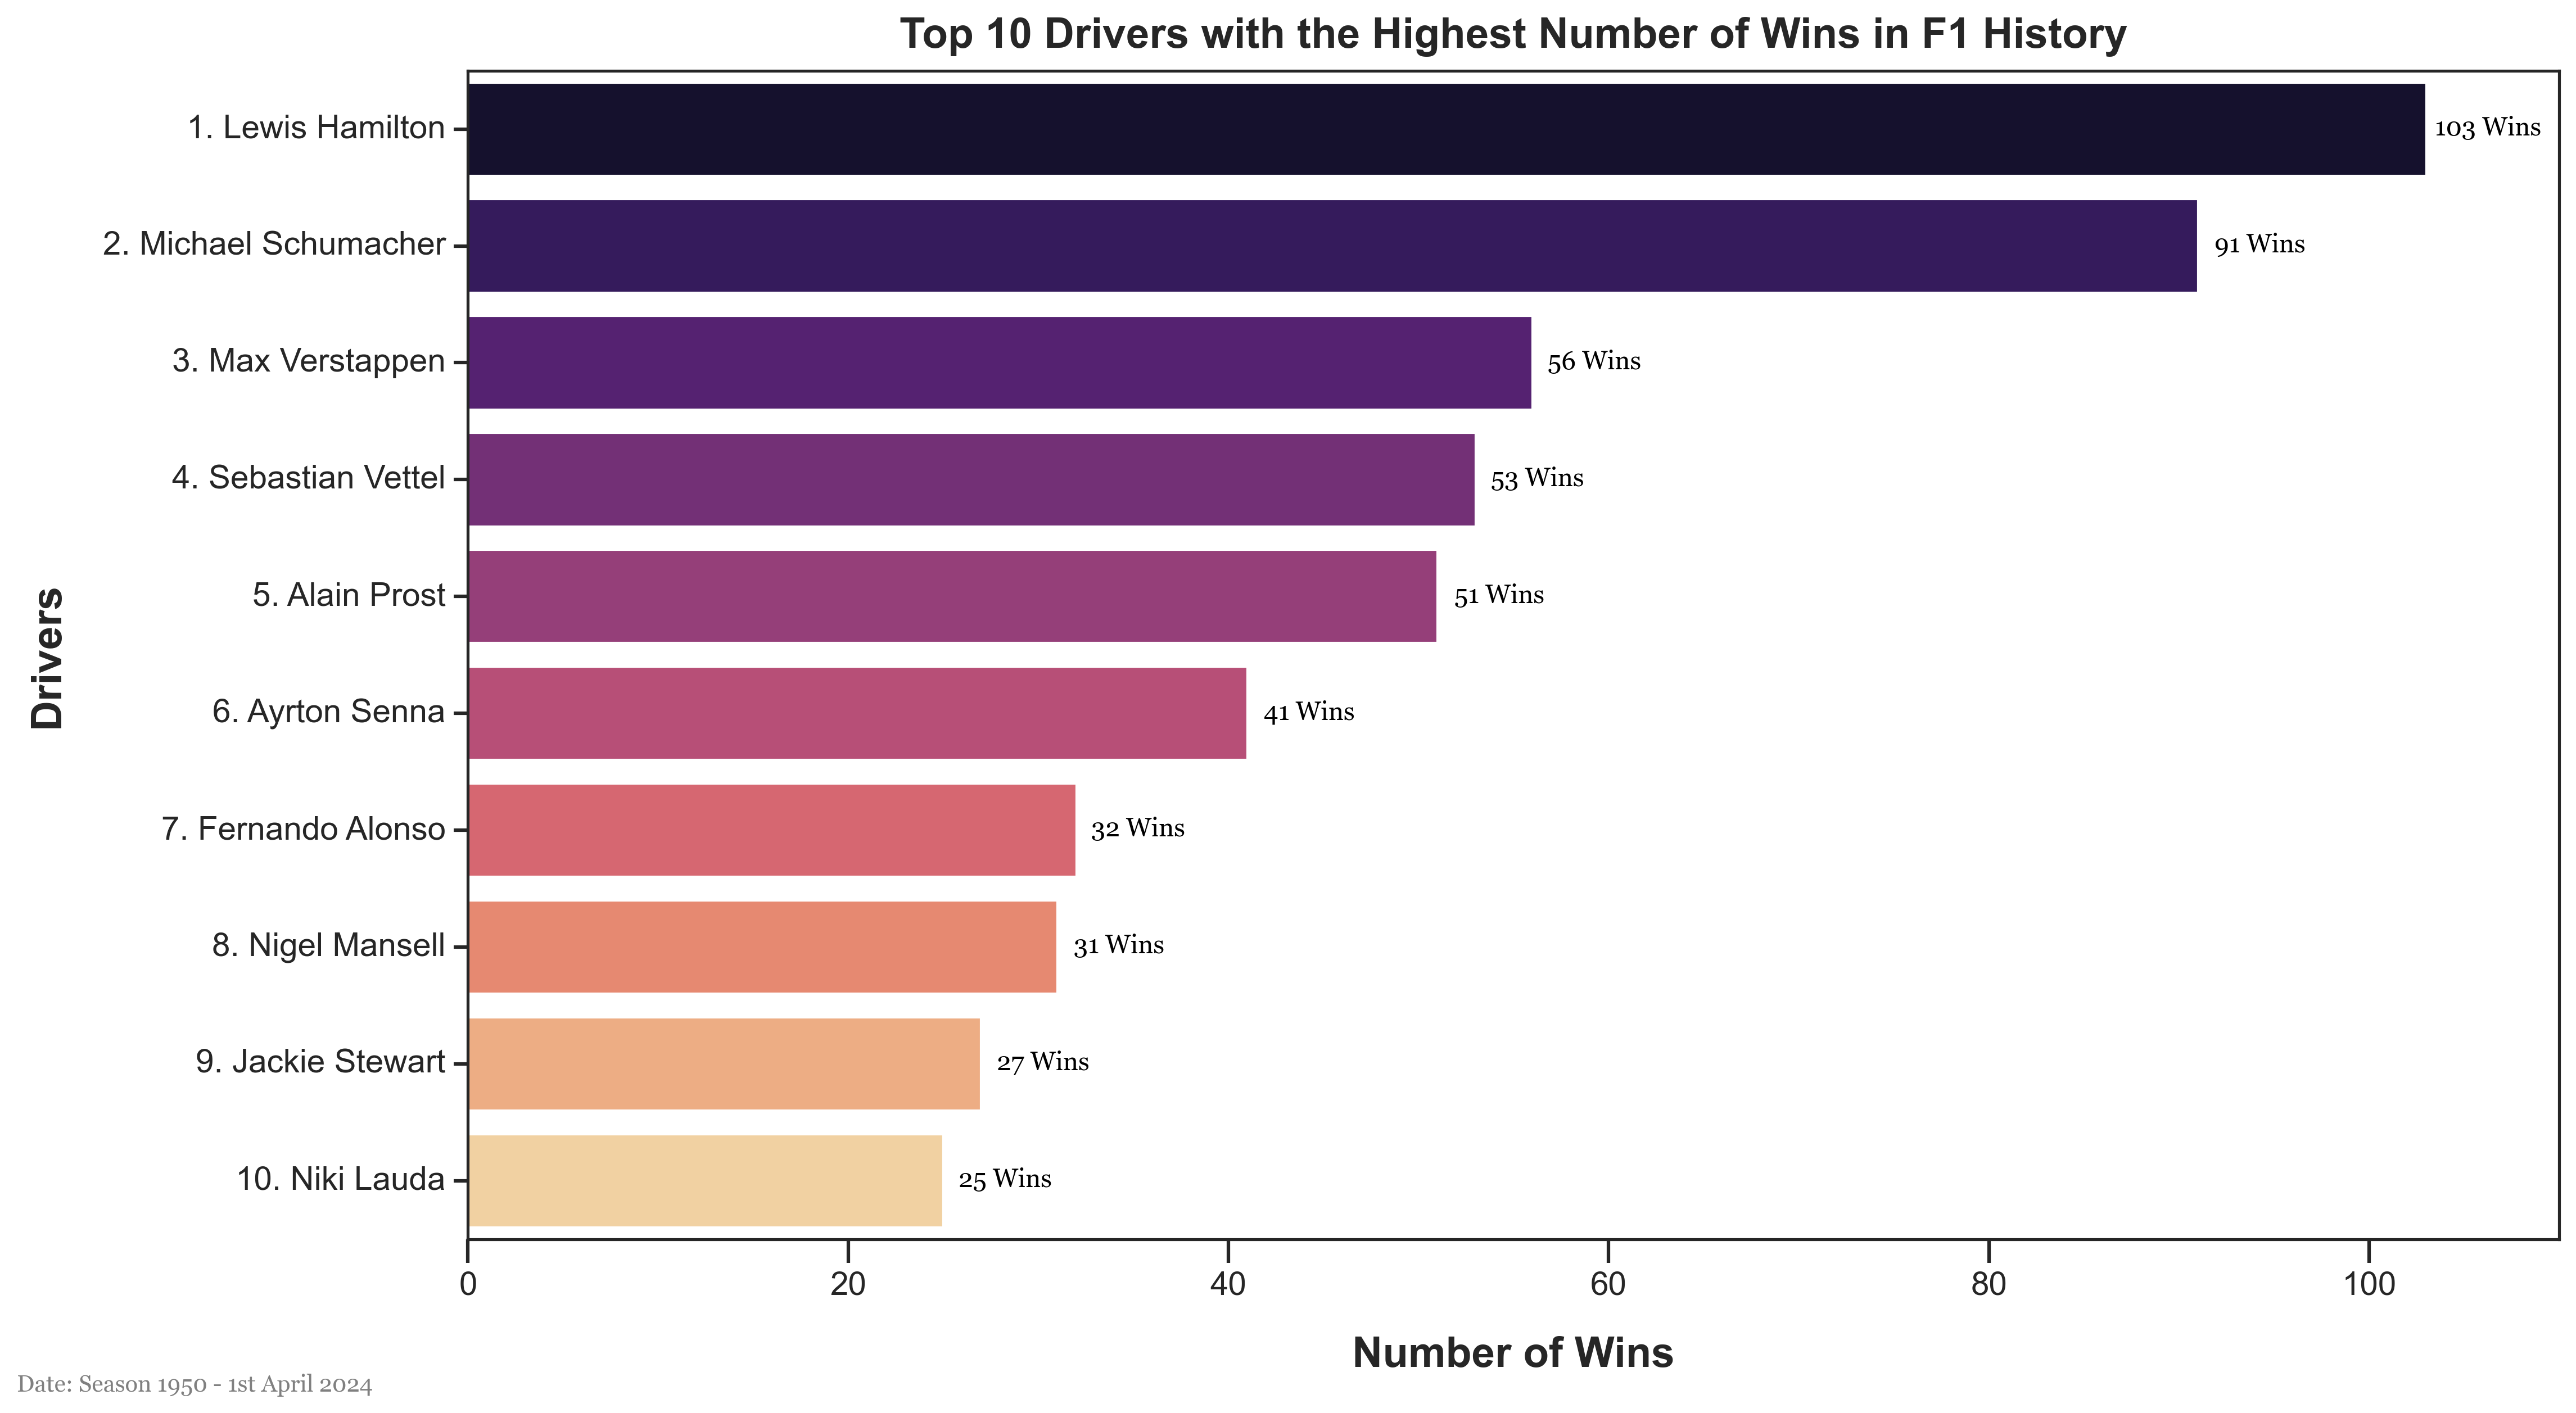 Top 10 Drivers with the Highest Number of Wins in F1 History
1. Lewis Hamilton
103 Wins
2. Michael Schumacher
91 Wins
3. Max Verstappen
56 Wins
4. Sebastian Vettel
53 Wins
5. Alain Prost
51 Wins
6. Ayrton Senna
41 Wins
7. Fernando Alonso
32 Wins
8. Nigel Mansell
31 Wins
9. Jackie Stewart
27 Wins
10. Niki Lauda
25 Wins
Drivers
0 20 40 60 80 100
Number of Wins
Date: Season 1950 - 1st April 2024